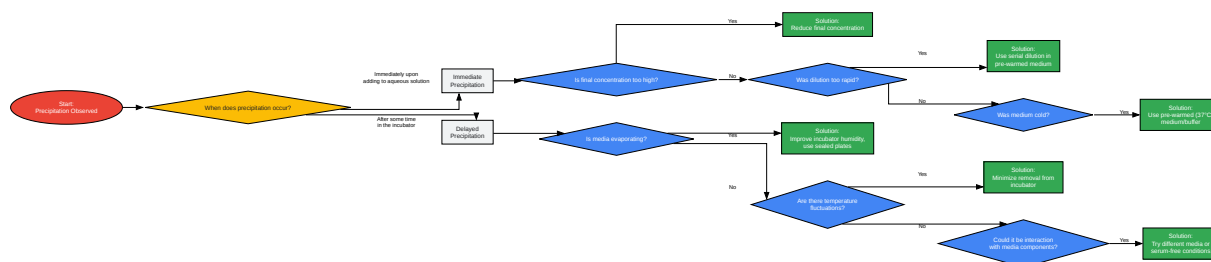 Start
Precipitation Observed
When does precipitation occur?
Immediately upon
adding to aqueous solution
After some time
in the incubator
Immediate
Precipitation
Delayed
Precipitation
Is final concentration too high?
Yes
Solution:
Reduce final concentration
No
Was dilution too rapid?
Yes
Solution:
Use serial dilution in
pre-warmed medium
No
Was medium cold?
Yes
Solution:
Use pre-warmed (37°C)
medium/buffer
Is media evaporating?
Yes
Solution:
Improve incubator humidity,
use sealed plates
No
Are there temperature
fluctuations?
Yes
Solution:
Minimize removal from
incubator
No
Could it be interaction
with media components?
Yes
Solution:
Try different media or
serum-free conditions